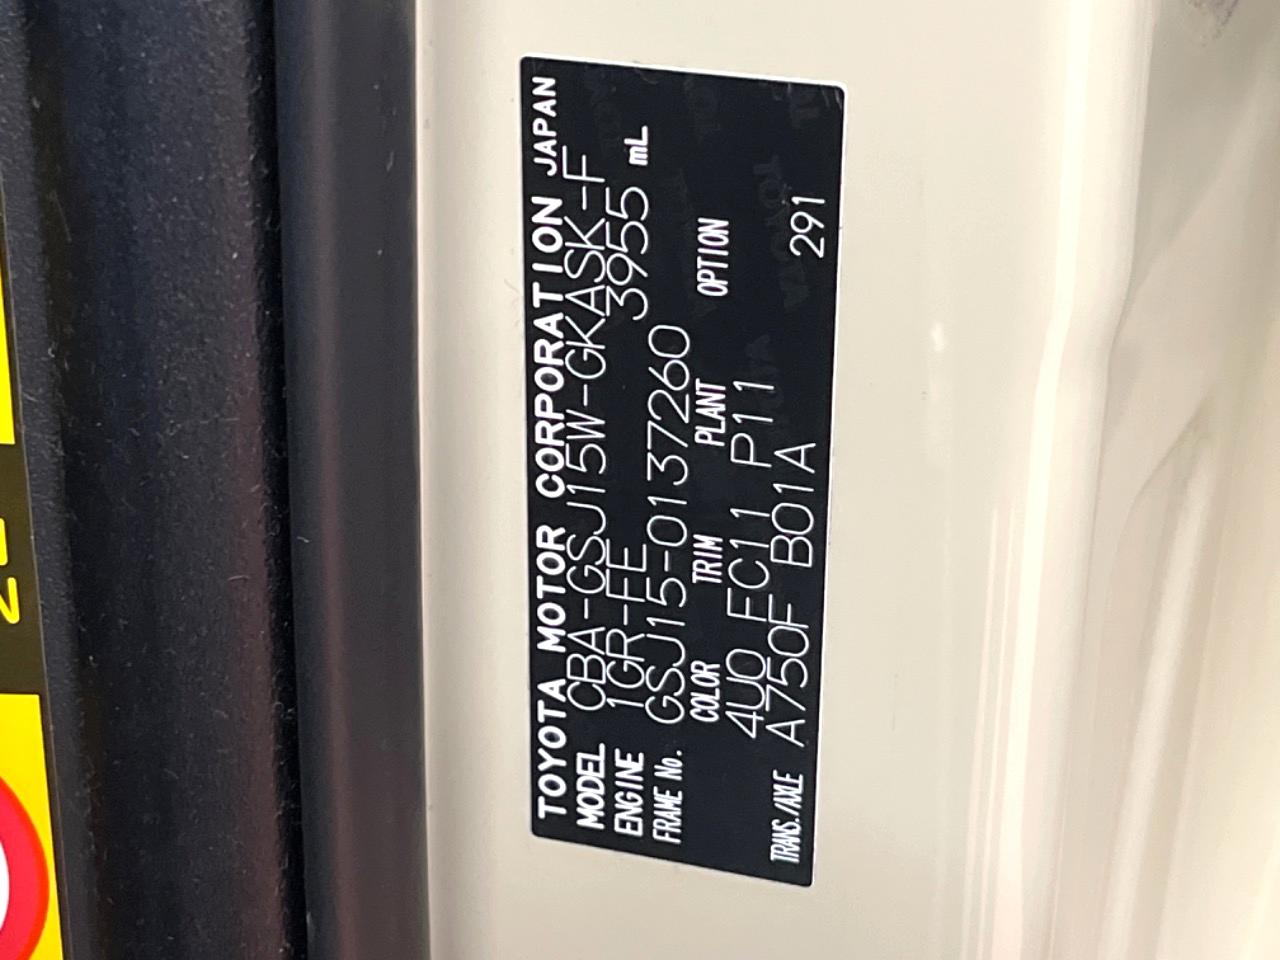 TOYOTA MOTOR CORPORATION JAPAN
MODEL CBA-GSJ15W-GKASK-F
ENGINE 1GR-FE 3955 mL
FRAME No. GSJ15-0137260
COLOR TRIM PLANT OPTION
4U0 FC11 P11
TRANS./AXLE A750F B01A 291